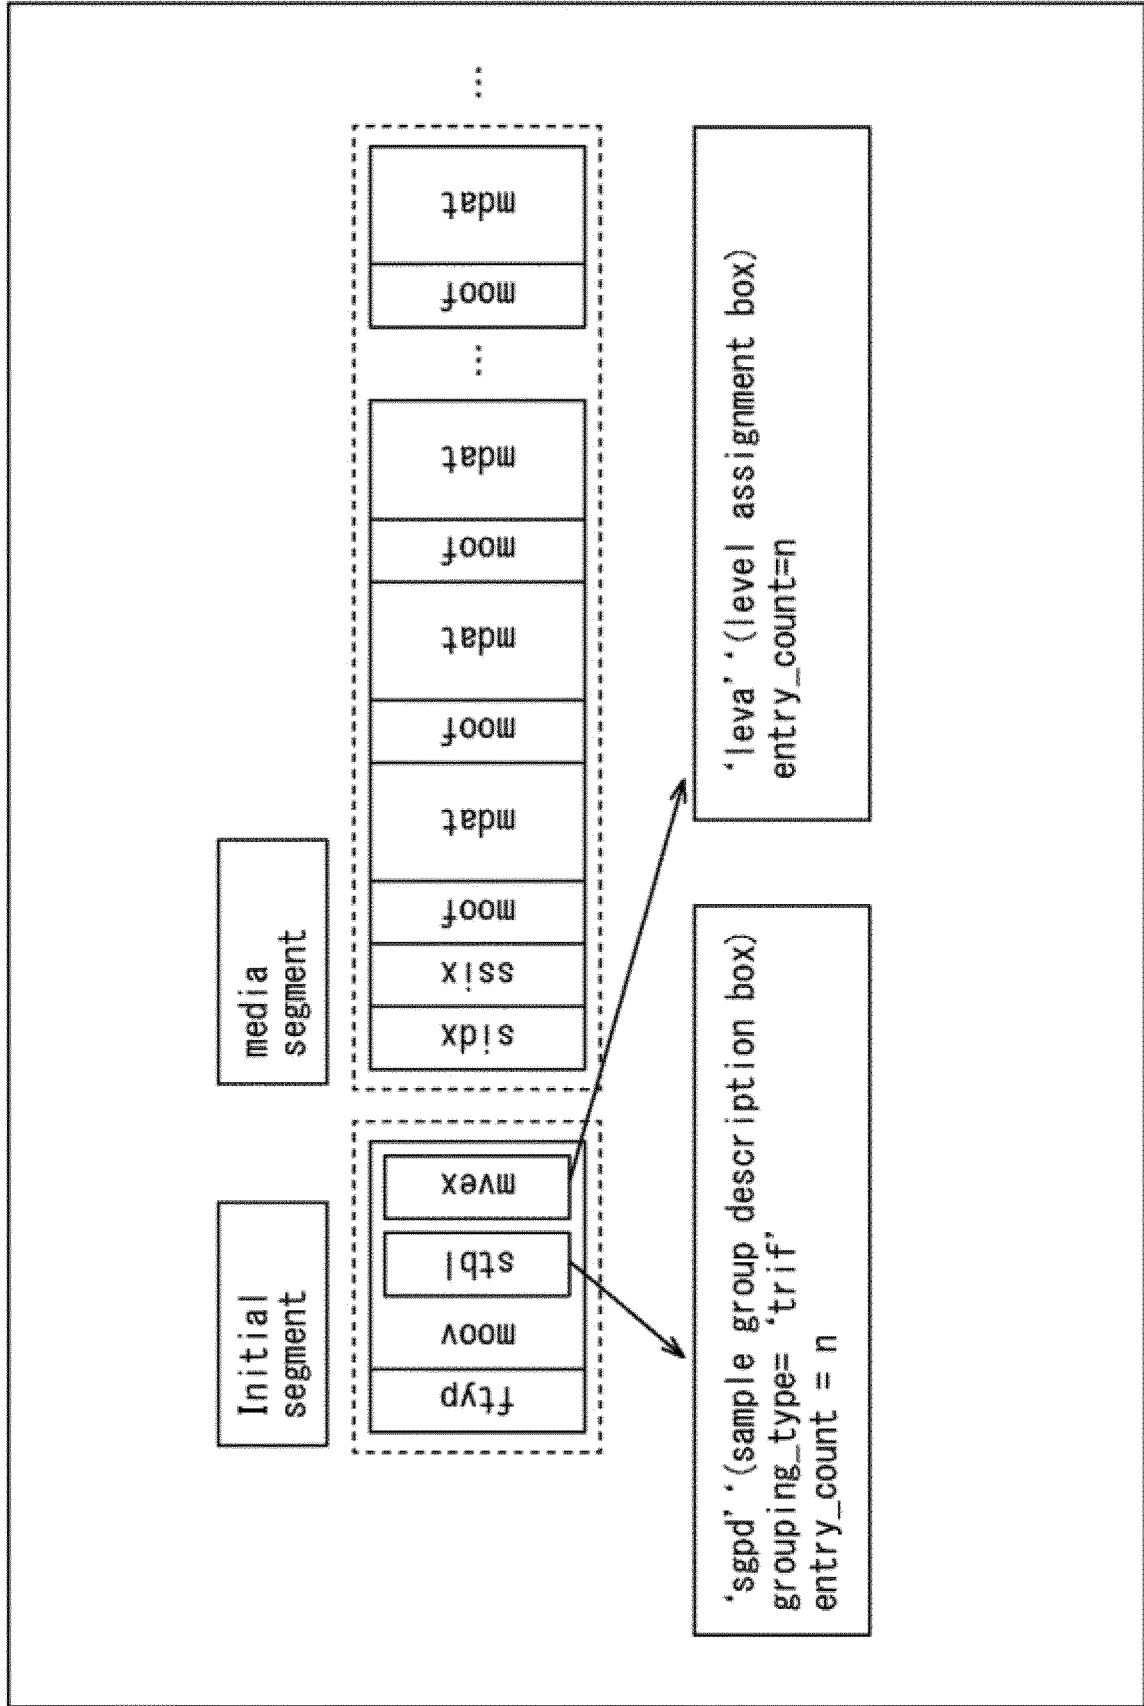 Initial
segment
media
segment
ftyp
moov
stbl
mvex
sidx
ssix
moof
mdat
moof
mdat
moof
mdat
...
moof
mdat
...
‘sgpd’‘(sample group description box)
grouping_type= ‘trif’
entry_count = n
‘leva’‘(level assignment box)
entry_count=n